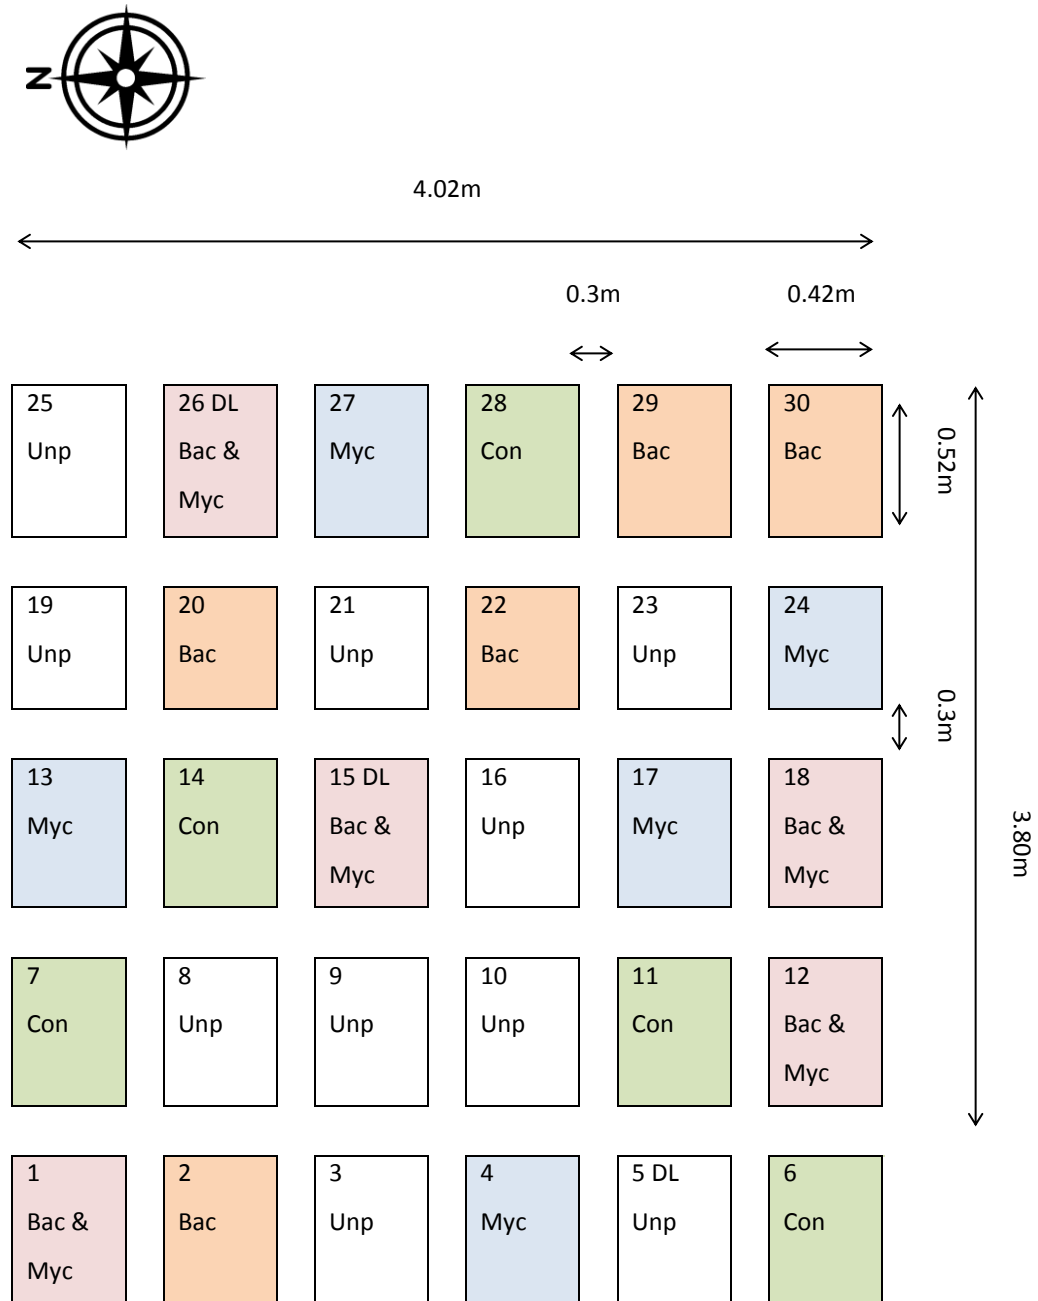 N
4.02m
0.3m
0.42m
25
Unp
26 DL
Bac &
Myc
27
Myc
28
Con
29
Bac
30
Bac
0.52m
19
Unp
20
Bac
21
Unp
22
Bac
23
Unp
24
Myc
0.3m
13
Myc
14
Con
15 DL
Bac &
Myc
16
Unp
17
Myc
18
Bac &
Myc
3.80m
7
Con
8
Unp
9
Unp
10
Unp
11
Con
12
Bac &
Myc
1
Bac &
Myc
2
Bac
3
Unp
4
Myc
5 DL
Unp
6
Con